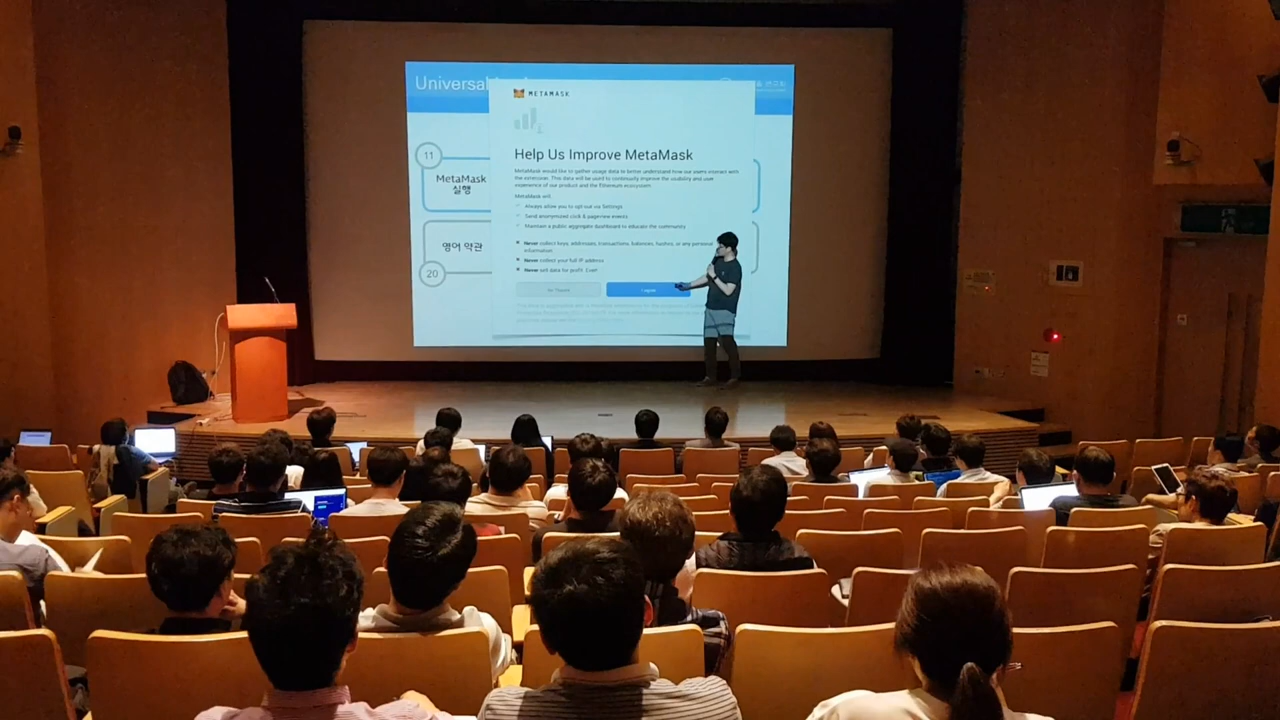 Universal
METAMASK
Help Us Improve MetaMask
MetaMask would like to gather usage data to better understand how our users interact with
the extension. This data will be used to continually improve the usability and user
experience of our product and the Ethereum ecosystem.
MetaMask will:
Always allow you to opt-out via Settings
Send anonymized click & pageview events
Maintain a public aggregate dashboard to educate the community
Never collect keys, addresses, transactions, balances, hashes, or any personal
information
Never collect your full IP address
Never sell data for profit. Ever!
No Thanks
I agree
11
MetaMask
실행
영어 약관
20